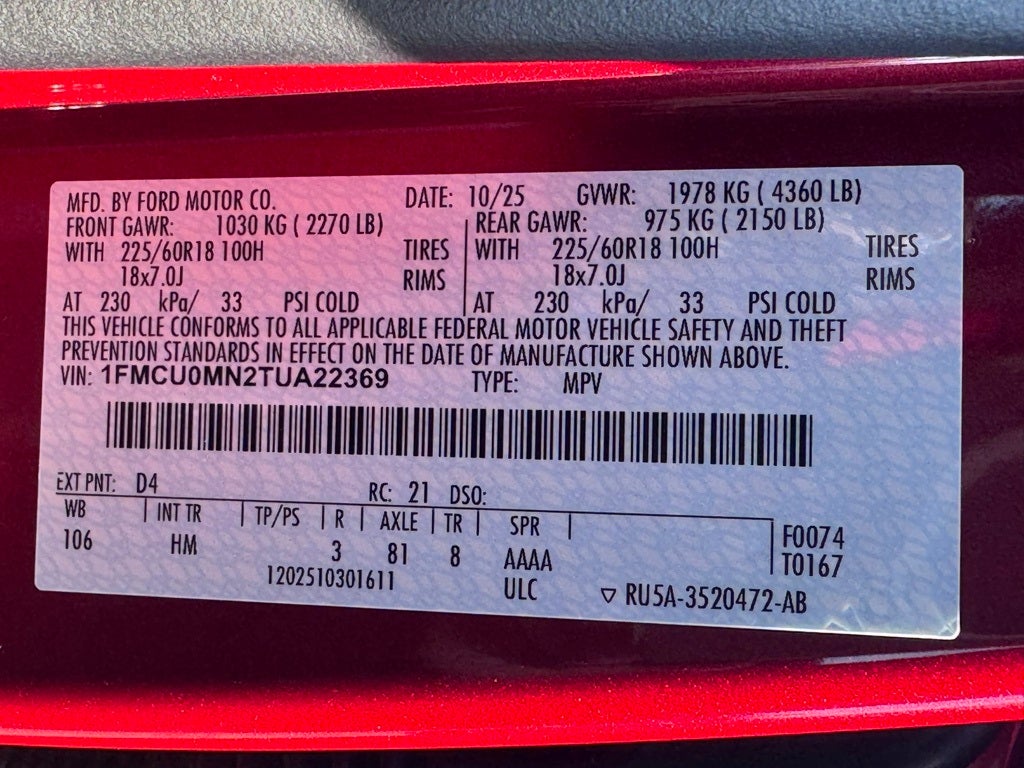 MFD. BY FORD MOTOR CO. DATE: 10/25 GVWR: 1978 KG ( 4360 LB)
FRONT GAWR: 1030 KG ( 2270 LB) REAR GAWR: 975 KG ( 2150 LB)
WITH 225/60R18 100H TIRES WITH 225/60R18 100H TIRES
18x7.0J RIMS 18x7.0J RIMS
AT 230 kPa/ 33 PSI COLD AT 230 kPa/ 33 PSI COLD
THIS VEHICLE CONFORMS TO ALL APPLICABLE FEDERAL MOTOR VEHICLE SAFETY AND THEFT
PREVENTION STANDARDS IN EFFECT ON THE DATE OF MANUFACTURE SHOWN ABOVE.
VIN: 1FMCU0MN2TUA22369 TYPE: MPV
EXT PNT: D4 RC: 21 DSO:
WB INT TR TP/PS R AXLE TR SPR
106 HM 3 81 8 AAAA
ULC
1202510301611
F0074
T0167
▽ RU5A-3520472-AB